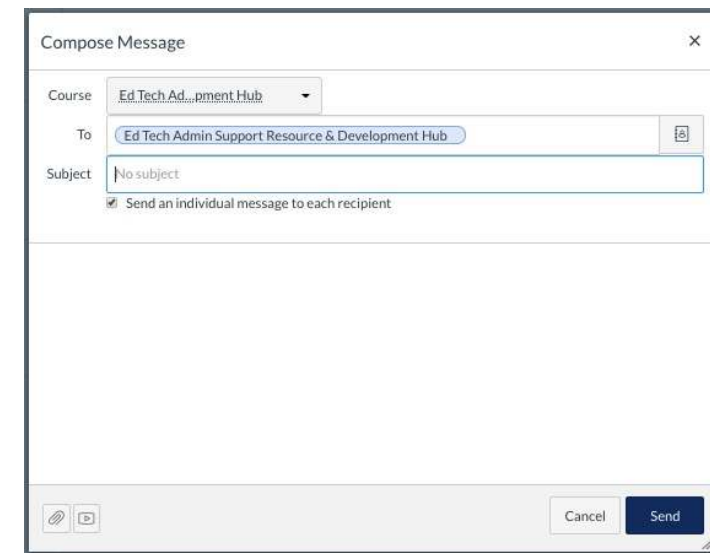 Compose Message
Course Ed Tech Ad...pment Hub
To Ed Tech Admin Support Resource & Development Hub
Subject No subject
Send an individual message to each recipient
Cancel Send